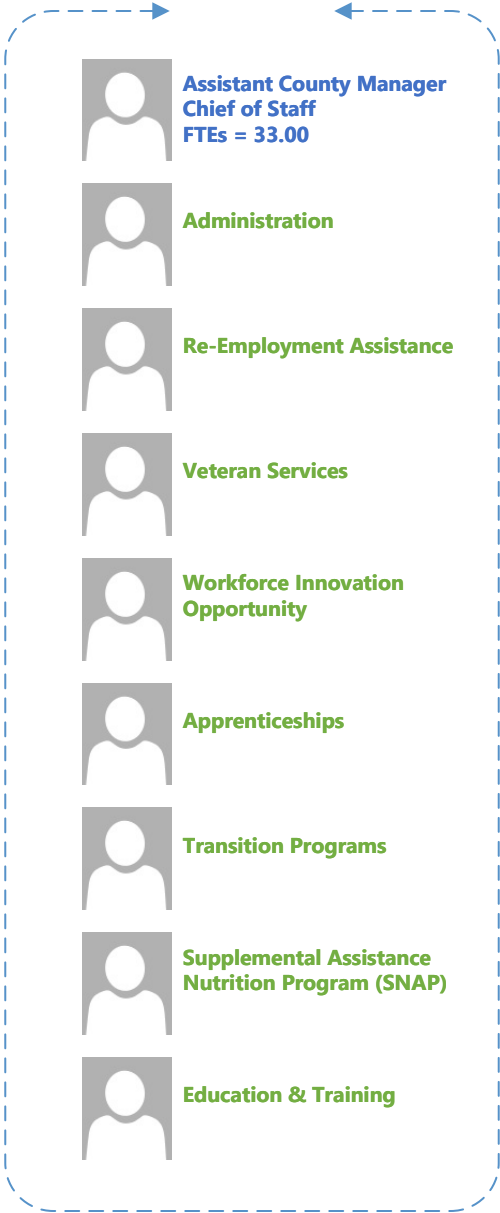 Assistant County Manager
Chief of Staff
FTEs = 33.00
Administration
Re-Employment Assistance
Veteran Services
Workforce Innovation
Opportunity
Apprenticeships
Transition Programs
Supplemental Assistance
Nutrition Program (SNAP)
Education & Training